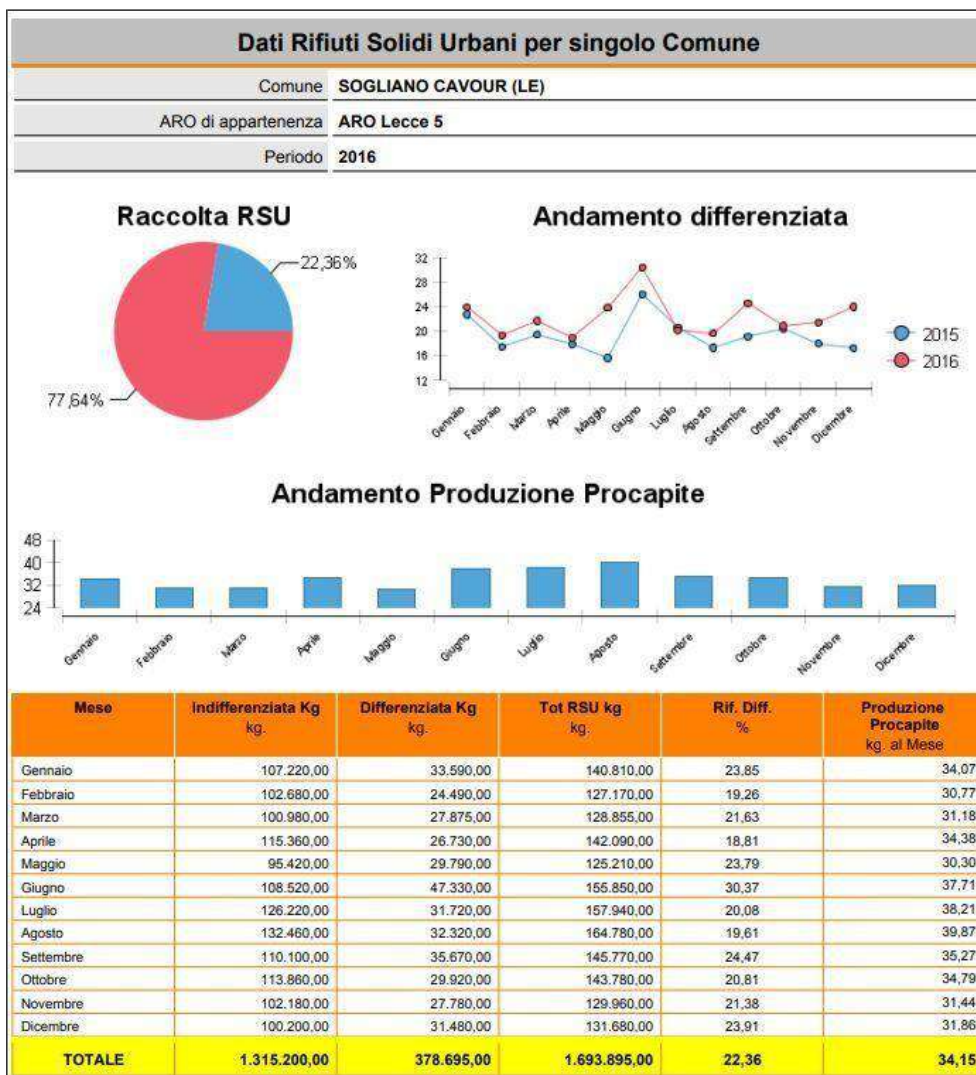 Dati Rifiuti Solidi Urbani per singolo Comune
Comune SOGLIANO CAVOUR (LE)
ARO di appartenenza ARO Lecce 5
Periodo 2016
Raccolta RSU
22,36%
77,64%
Andamento differenziata
32
28
24
20
16
12
Gennaio Febbraio Marzo Aprile Maggio Giugno Luglio Agosto Settembre Ottobre Novembre Dicembre
2015
2016
Andamento Produzione Procapite
48
40
32
24
Gennaio Febbraio Marzo Aprile Maggio Giugno Luglio Agosto Settembre Ottobre Novembre Dicembre
Mese Indifferenziata Kg Differenziata Kg Tot RSU kg Rif. Diff. Produzione
Procapite
kg. kg. kg. % kg. al Mese
Gennaio 107.220,00 33.590,00 140.810,00 23,85 34,07
Febbraio 102.680,00 24.490,00 127.170,00 19,26 30,77
Marzo 100.980,00 27.875,00 128.855,00 21,63 31,18
Aprile 115.360,00 26.730,00 142.090,00 18,81 34,38
Maggio 95.420,00 29.790,00 125.210,00 23,79 30,30
Giugno 108.520,00 47.330,00 155.850,00 30,37 37,71
Luglio 126.220,00 31.720,00 157.940,00 20,08 38,21
Agosto 132.460,00 32.320,00 164.780,00 19,61 39,87
Settembre 110.100,00 35.670,00 145.770,00 24,47 35,27
Ottobre 113.860,00 29.920,00 143.780,00 20,81 34,79
Novembre 102.180,00 27.780,00 129.960,00 21,38 31,44
Dicembre 100.200,00 31.480,00 131.680,00 23,91 31,86
TOTALE 1.315.200,00 378.695,00 1.693.895,00 22,36 34,15